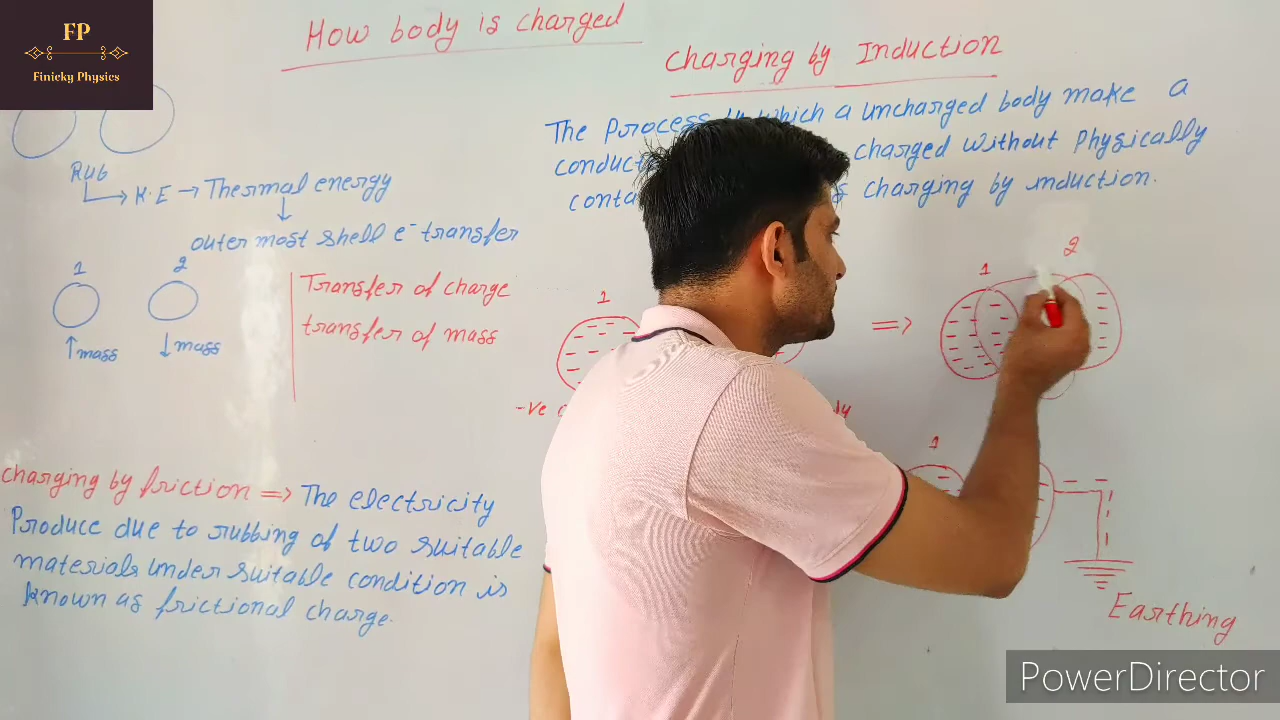 FP
Finicky Physics
How body is charged
Rub
K.E → Thermal energy
outer most shell e⁻ transfer
1 2
↑mass ↓mass
Transfer of charge
transfer of mass
charging by friction => The electricity
Produce due to rubbing of two suitable
materials under suitable condition is
known as frictional charge.
Charging by Induction
The Process in which a uncharged body make a
charged without Physically
charging by induction.
1
-ve
=>
1 2
1
Earthing
PowerDirector